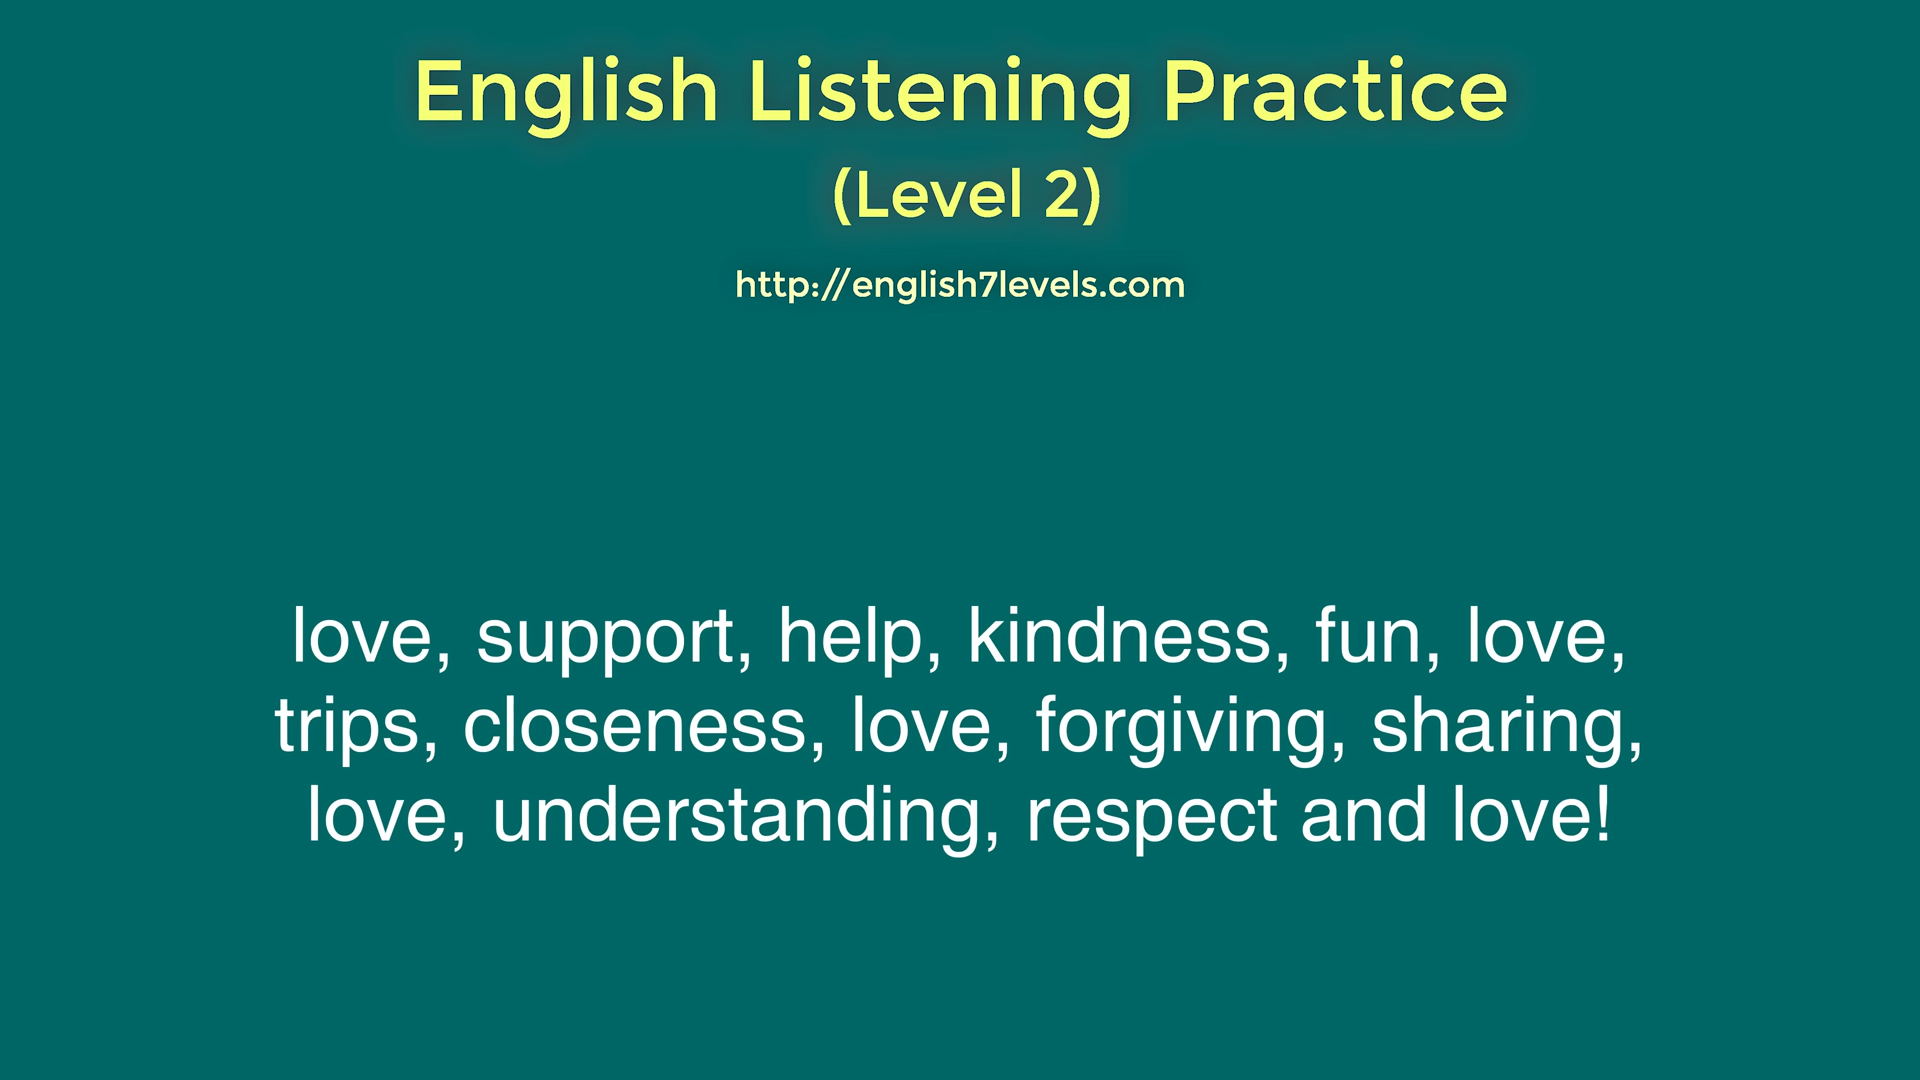 English Listening Practice
(Level 2)
http://english7levels.com
love, support, help, kindness, fun, love,
trips, closeness, love, forgiving, sharing,
love, understanding, respect and love!